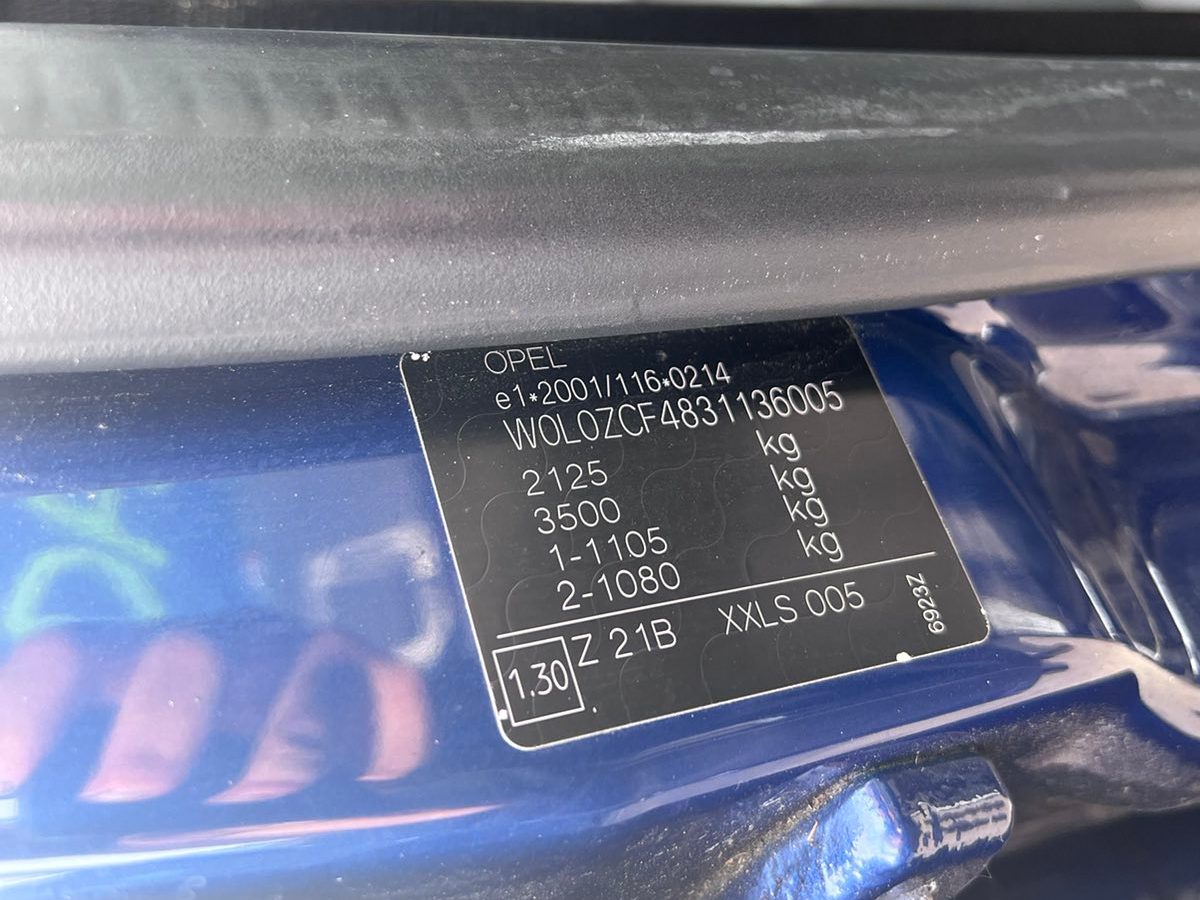 OPEL
e1*2001/116*0214
W0L0ZCF4831136005
2125 kg
3500 kg
1-1105 kg
2-1080 kg
1.30 Z 21B XXLS 005 6923Z